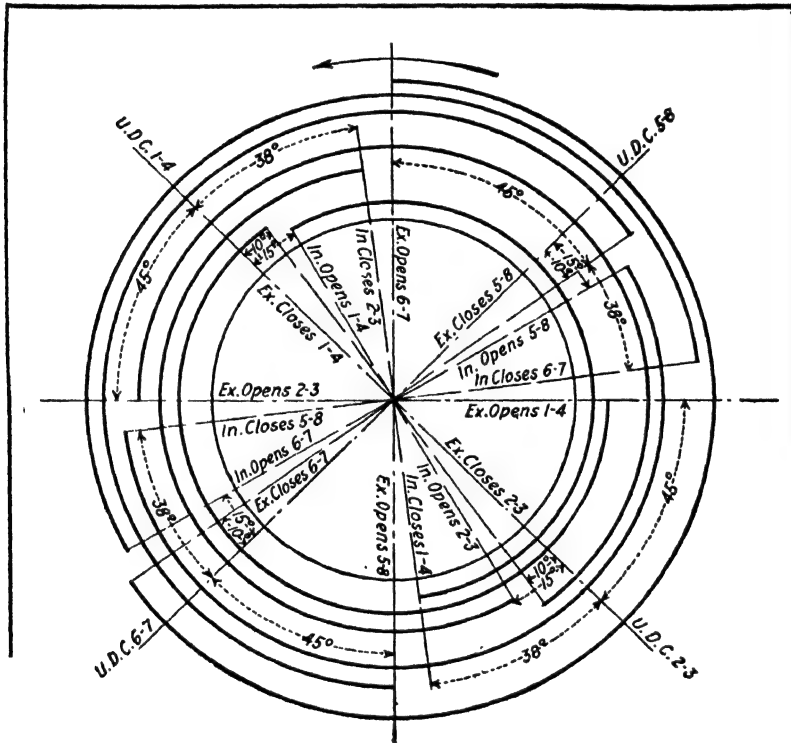 U.D.C.1-4
U.D.C.5-8
38°
45°
45°
10°
15°
In.Opens 1-4
In Closes 2-3
Ex.Opens 6-7
Ex.Closes 5-8
15°
10°
38°
Ex.Closes 1-4
In.Opens 5-8
In Closes 6-7
Ex.Opens 2-3
Ex.Opens 1-4
In.Closes 5-8
In.Opens 6-7
Ex.Closes 6-7
Ex.Closes 2-3
In.Opens 2-3
In.Closes 1-4
Ex.Opens 5-8
38°
15°
10°
45°
10°
15°
45°
38°
U.D.C.6-7
U.D.C.2-3